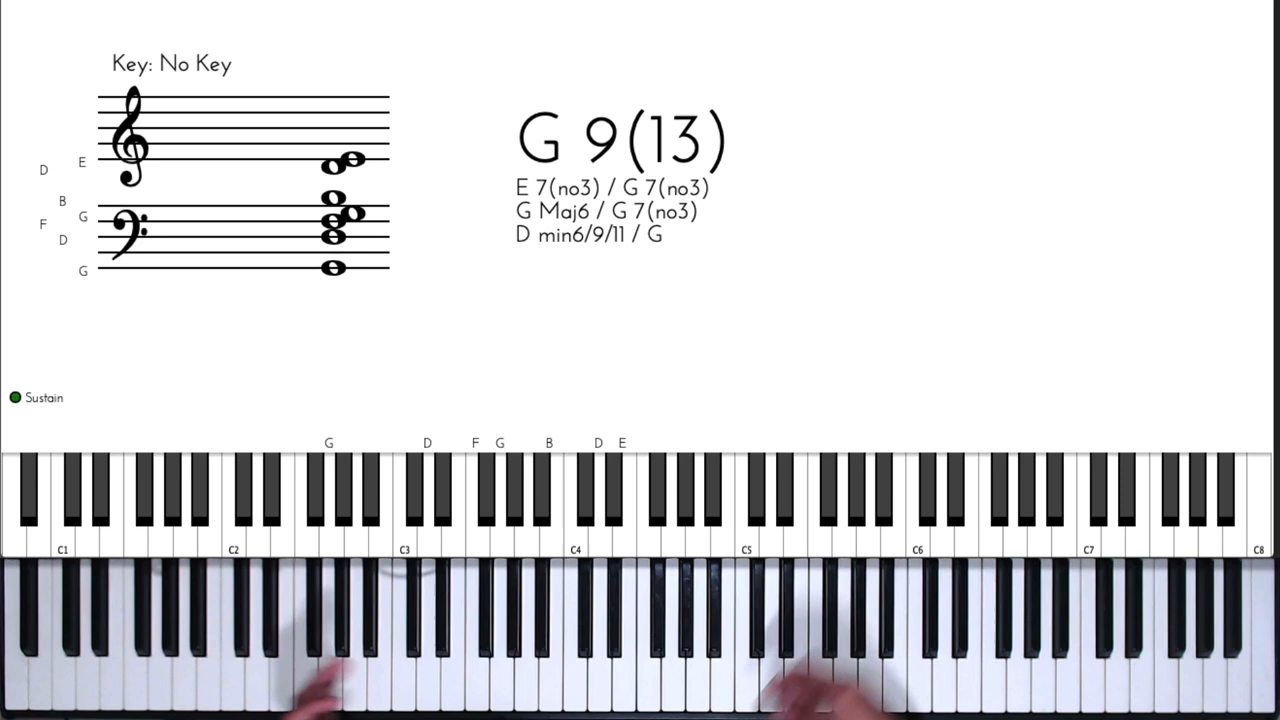 Key: No Key
G 9(13)
E 7(no3) / G 7(no3)
G Maj6 / G 7(no3)
D min6/9/11 / G
D E
B
G
F
D
G
Sustain
G D F G B D E
C1 C2 C3 C4 C5 C6 C7 C8